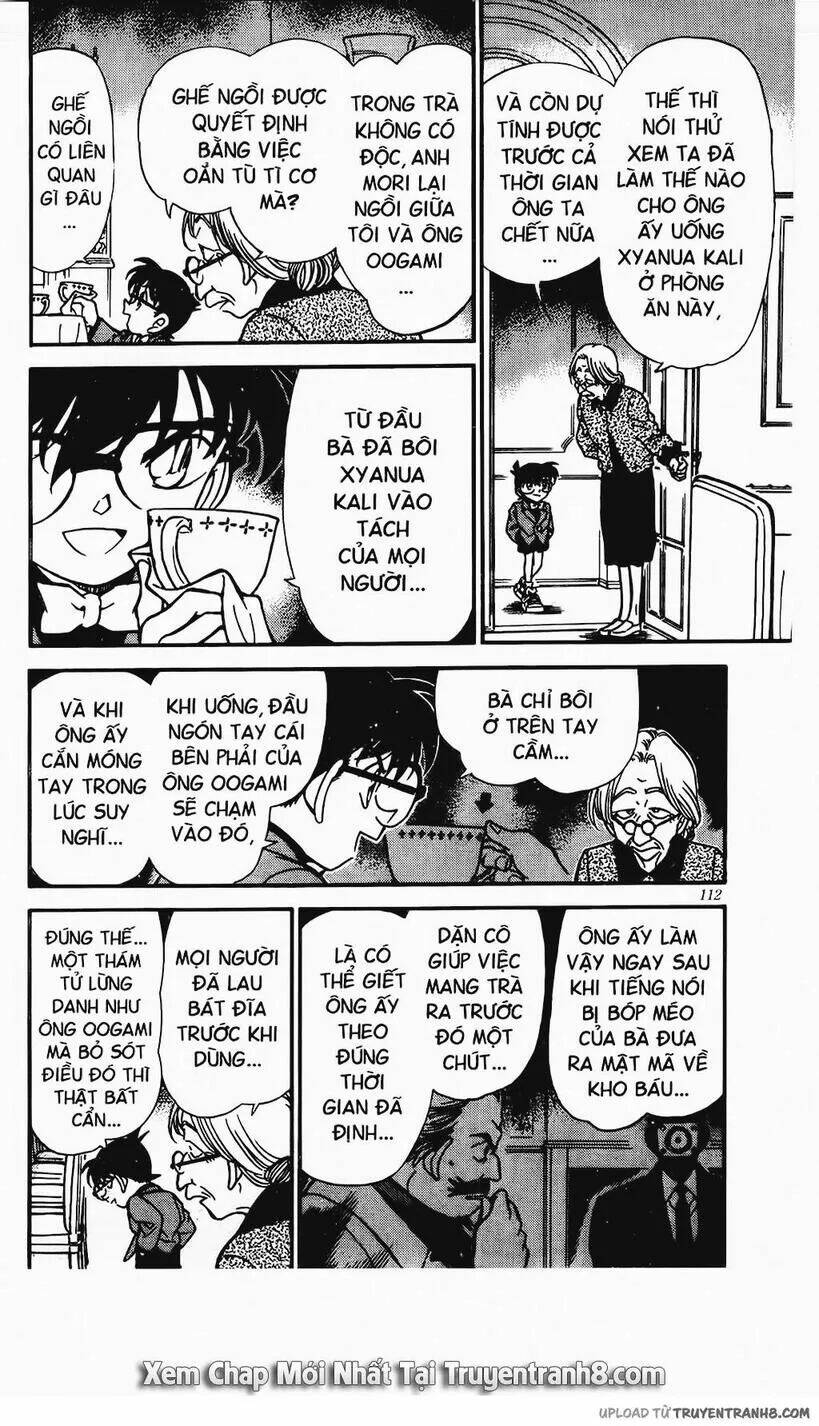 THẾ THÌ
NÓI THỬ
XEM TA ĐÃ
LÀM THẾ NÀO
CHO ÔNG
ẤY UỐNG
XYANUA KALI
Ở PHÒNG
ĂN NÀY,
VÀ CÒN DỰ
TÍNH ĐƯỢC
TRƯỚC CẢ
THỜI GIAN
ÔNG TA
CHẾT NỮA
...
TRONG TRÀ
KHÔNG CÓ
ĐỘC, ANH
MORI LẠI
NGỒI GIỮA
TÔI VÀ ÔNG
OOGAMI
...
GHẾ NGỒI ĐƯỢC
QUYẾT ĐỊNH
BẰNG VIỆC
OẲN TÙ TÌ CƠ
MÀ?
GHẾ
NGỒI
CÓ LIÊN
QUAN
GÌ ĐÂU
...
TỪ ĐẦU
BÀ ĐÃ BÔI
XYANUA
KALI VÀO
TÁCH
CỦA MỌI
NGƯỜI...
BÀ CHỈ BÔI
Ở TRÊN TAY
CẦM...
KHI UỐNG, ĐẦU
NGÓN TAY CÁI
BÊN PHẢI CỦA
ÔNG OOGAMI
SẼ CHẠM
VÀO ĐÓ,
VÀ KHI
ÔNG ẤY
CẮN MÓNG
TAY TRONG
LÚC SUY
NGHĨ...
112
ÔNG ẤY LÀM
VẬY NGAY SAU
KHI TIẾNG NÓI
BỊ BÓP MÉO
CỦA BÀ ĐƯA
RA MẬT MÃ VỀ
KHO BÁU...
DẶN CÔ
GIÚP VIỆC
MANG TRÀ
RA TRƯỚC
ĐÓ MỘT
CHÚT...
LÀ CÓ
THỂ GIẾT
ÔNG ẤY
THEO
ĐÚNG
THỜI
GIAN ĐÃ
ĐỊNH...
MỌI NGƯỜI
ĐÃ LAU
BÁT ĐĨA
TRƯỚC KHI
DÙNG...
ĐÚNG THẾ...
MỘT THÁM
TỬ LỪNG
DANH NHƯ
ÔNG OOGAMI
MÀ BỎ SÓT
ĐIỀU ĐÓ THÌ
THẬT BẤT
CẨN...
Xem Chap Mới Nhất Tại Truyentranh8.com
UPLOAD TỪ TRUYENTRANH8.COM